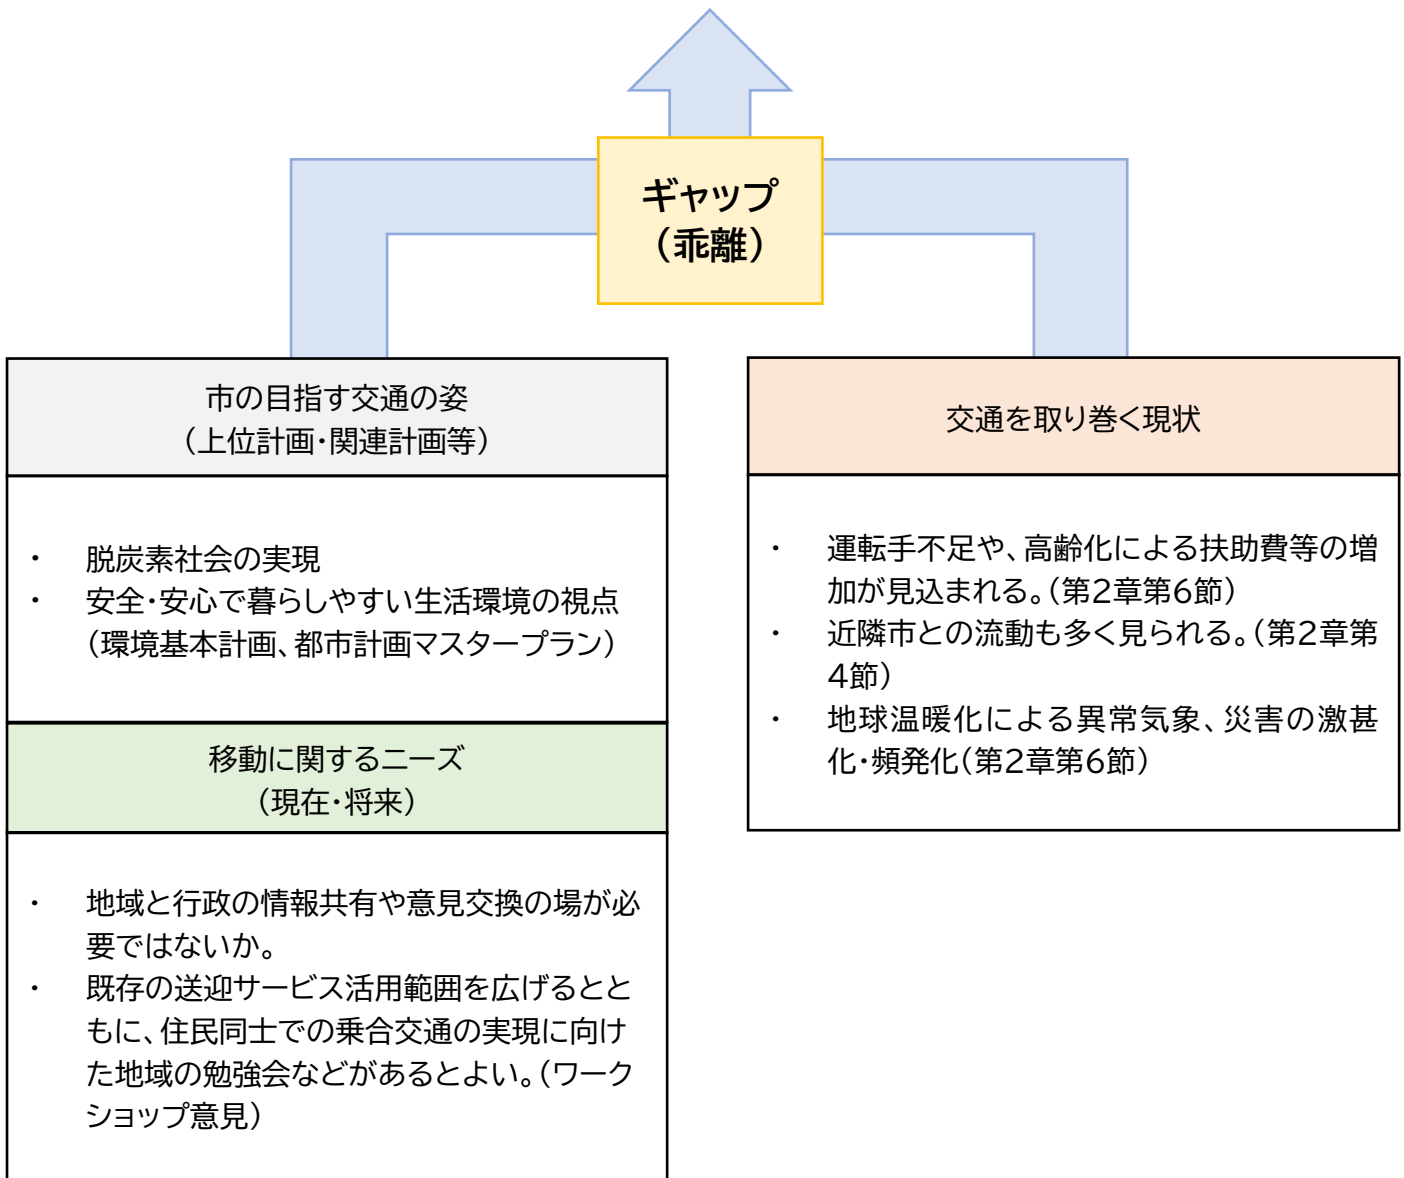 ギャップ
（乖離）
市の目指す交通の姿
（上位計画・関連計画等）
・ 脱炭素社会の実現
・ 安全・安心で暮らしやすい生活環境の視点
（環境基本計画、都市計画マスタープラン）
移動に関するニーズ
（現在・将来）
・ 地域と行政の情報共有や意見交換の場が必
要ではないか。
・ 既存の送迎サービス活用範囲を広げるとと
もに、住民同士での乗合交通の実現に向け
た地域の勉強会などがあるとよい。（ワーク
ショップ意見）
交通を取り巻く現状
・ 運転手不足や、高齢化による扶助費等の増
加が見込まれる。（第2章第6節）
・ 近隣市との流動も多く見られる。（第2章第
4節）
・ 地球温暖化による異常気象、災害の激甚
化・頻発化（第2章第6節）